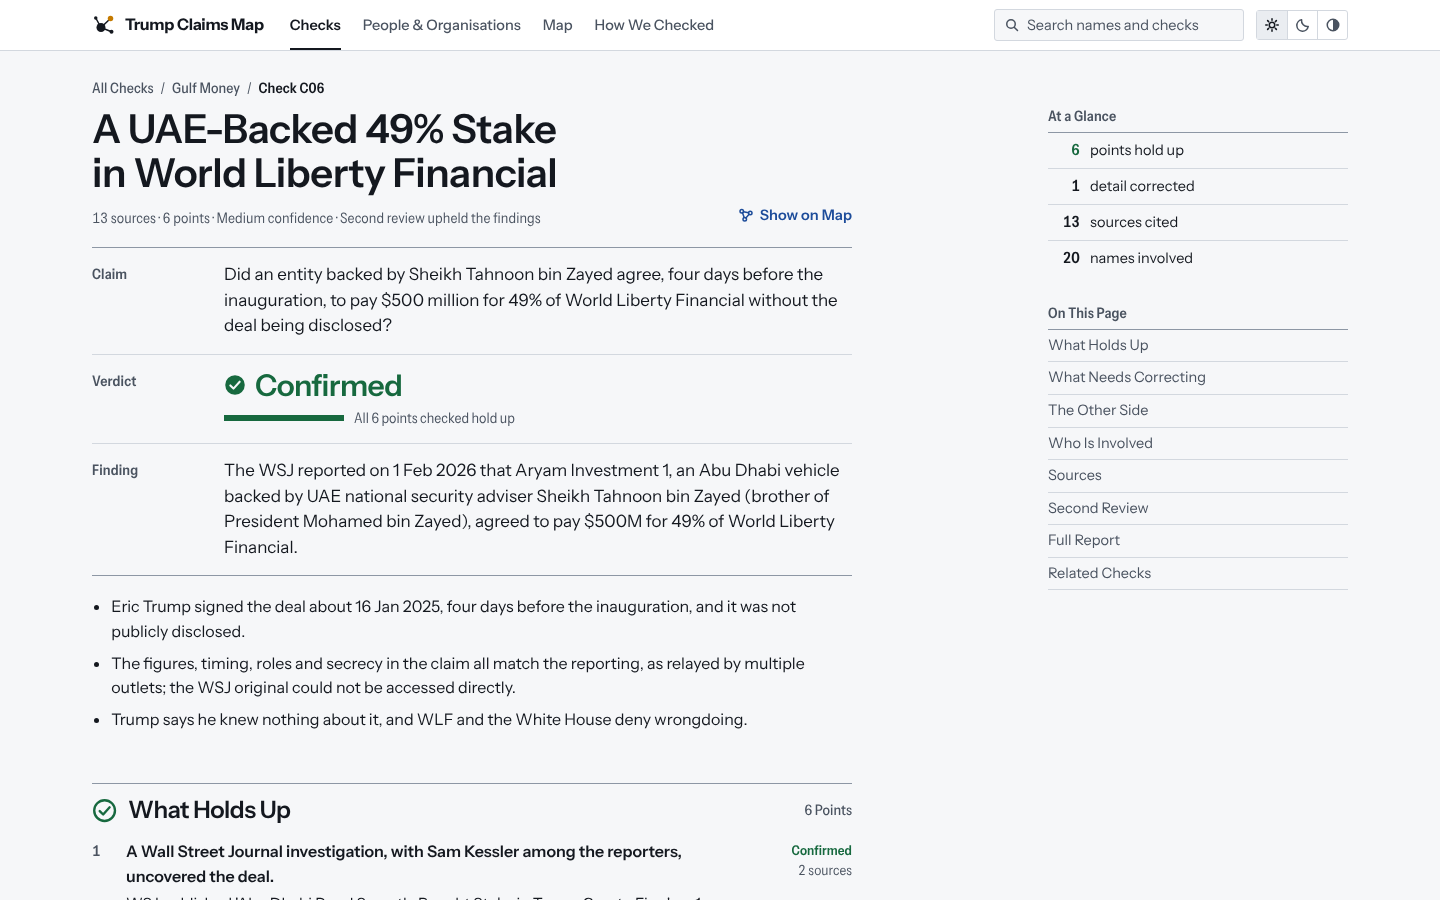 Trump Claims Map
Checks
People & Organisations
Map
How We Checked
Search names and checks
All Checks / Gulf Money / Check C06
A UAE-Backed 49% Stake
in World Liberty Financial
13 sources · 6 points · Medium confidence · Second review upheld the findings
Show on Map
Claim
Did an entity backed by Sheikh Tahnoon bin Zayed agree, four days before the
inauguration, to pay $500 million for 49% of World Liberty Financial without the
deal being disclosed?
Verdict
Confirmed
All 6 points checked hold up
Finding
The WSJ reported on 1 Feb 2026 that Aryam Investment 1, an Abu Dhabi vehicle
backed by UAE national security adviser Sheikh Tahnoon bin Zayed (brother of
President Mohamed bin Zayed), agreed to pay $500M for 49% of World Liberty
Financial.
• Eric Trump signed the deal about 16 Jan 2025, four days before the inauguration, and it was not
publicly disclosed.
• The figures, timing, roles and secrecy in the claim all match the reporting, as relayed by multiple
outlets; the WSJ original could not be accessed directly.
• Trump says he knew nothing about it, and WLF and the White House deny wrongdoing.
What Holds Up
6 Points
1 A Wall Street Journal investigation, with Sam Kessler among the reporters,
uncovered the deal.
Confirmed
2 sources
At a Glance
6 points hold up
1 detail corrected
13 sources cited
20 names involved
On This Page
What Holds Up
What Needs Correcting
The Other Side
Who Is Involved
Sources
Second Review
Full Report
Related Checks